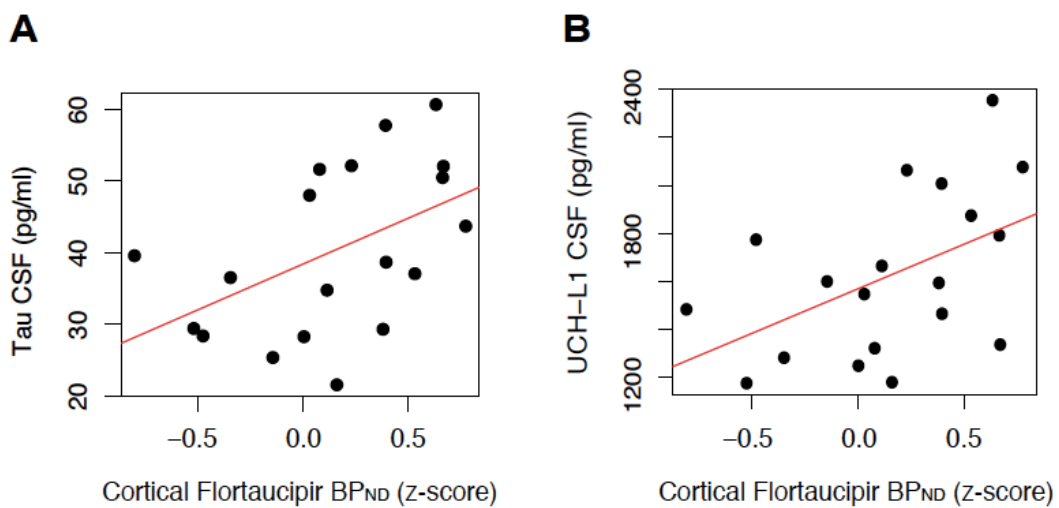 A
B
Tau CSF (pg/ml)
60
50
40
30
20
−0.5
0.0
0.5
Cortical Flortaucipir BPND (z-score)
UCH−L1 CSF (pg/ml)
2400
1800
1200
−0.5
0.0
0.5
Cortical Flortaucipir BPND (z-score)